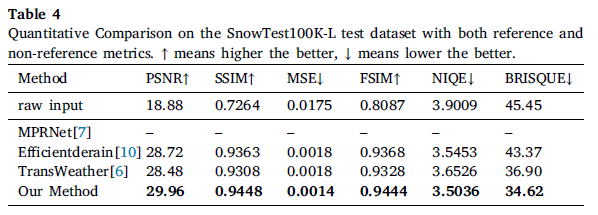 Table 4
Quantitative Comparison on the SnowTest100K-L test dataset with both reference and
non-reference metrics. ↑ means higher the better, ↓ means lower the better.
Method PSNR↑ SSIM↑ MSE↓ FSIM↑ NIQE↓ BRISQUE↓
raw input 18.88 0.7264 0.0175 0.8087 3.9009 45.45
MPRNet[7] – – – – – –
Efficientderain[10] 28.72 0.9363 0.0018 0.9368 3.5453 43.37
TransWeather[6] 28.48 0.9308 0.0018 0.9328 3.6526 36.90
Our Method 29.96 0.9448 0.0014 0.9444 3.5036 34.62